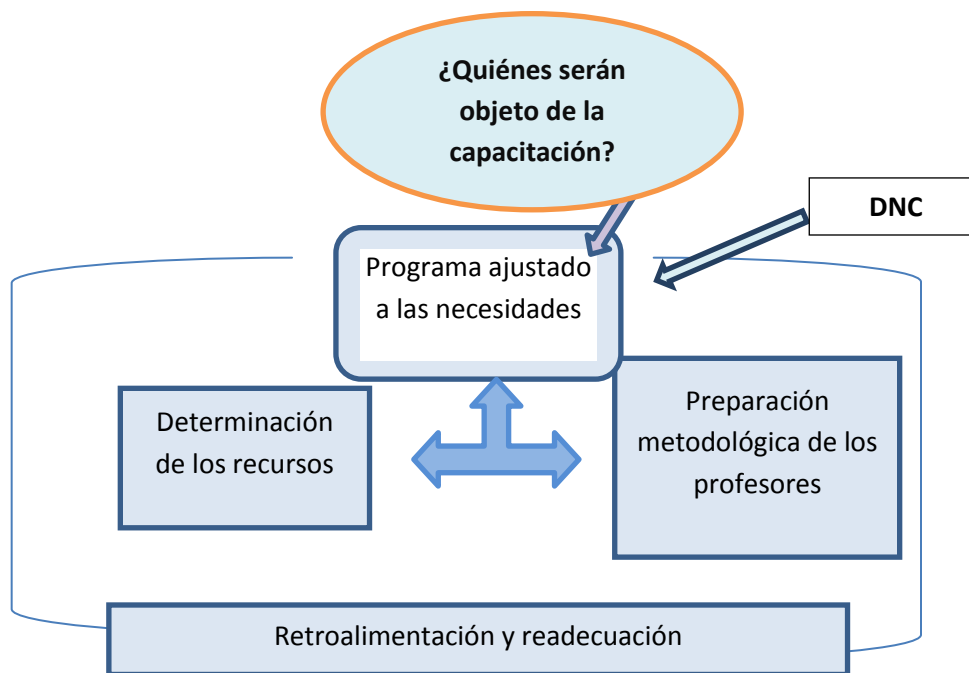 ¿Quiénes serán
objeto de la
capacitación?
DNC
Programa ajustado
a las necesidades
Determinación
de los recursos
Preparación
metodológica de los
profesores
Retroalimentación y readecuación